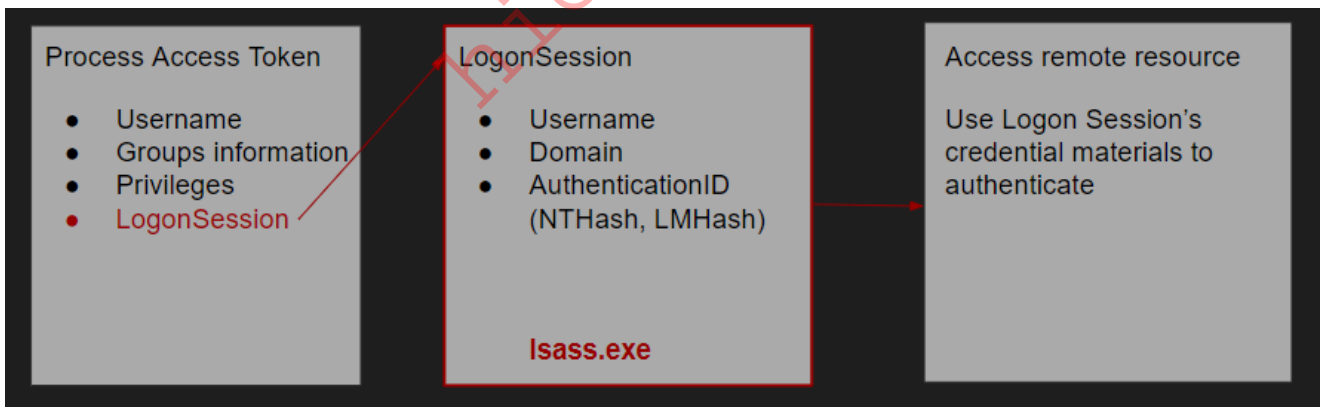 Process Access Token
● Username
● Groups information
● Privileges
● LogonSession
LogonSession
● Username
● Domain
● AuthenticationID
(NTHash, LMHash)
lsass.exe
Access remote resource
Use Logon Session's
credential materials to
authenticate